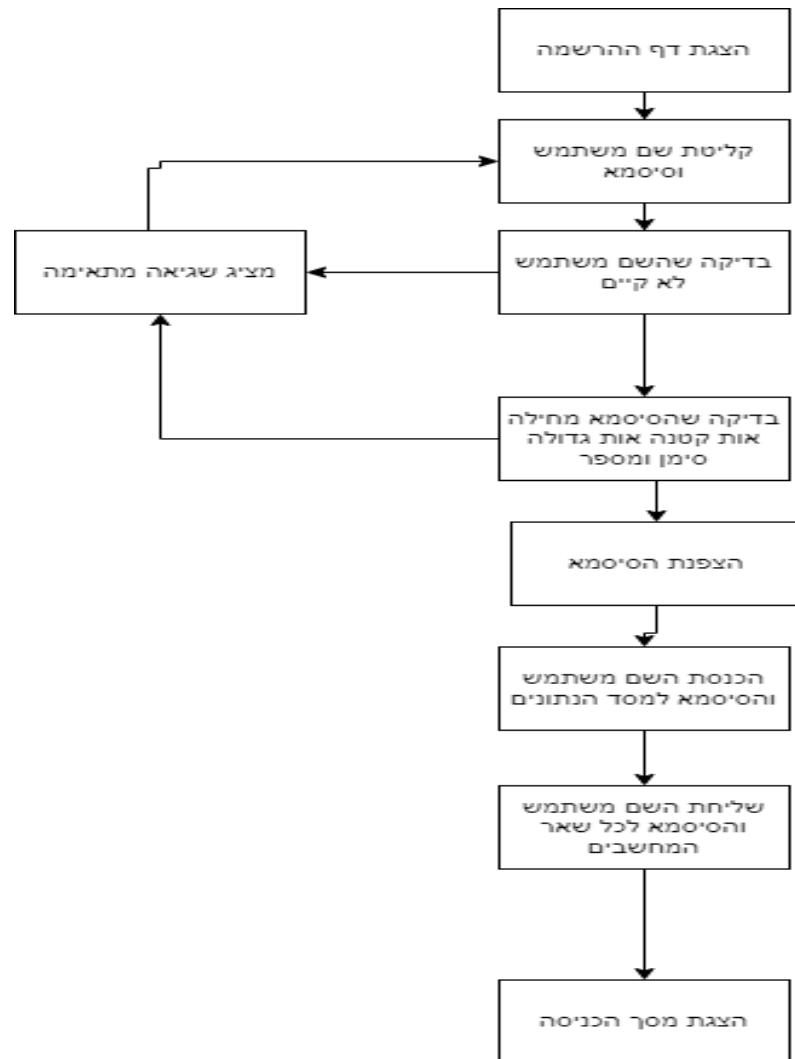 הצגת דף ההרשמה
קליטת שם משתמש
וסיסמא
בדיקה שהשם משתמש
לא קיים
מציג שגיאה מתאימה
בדיקה שהסיסמא מחילה
אות קטנה אות גדולה
סימן ומספר
הצפנת הסיסמא
הכנסת השם משתמש
והסיסמא למסד הנתונים
שליחת השם משתמש
והסיסמא לכל שאר
המחשבים
הצגת מסך הכניסה